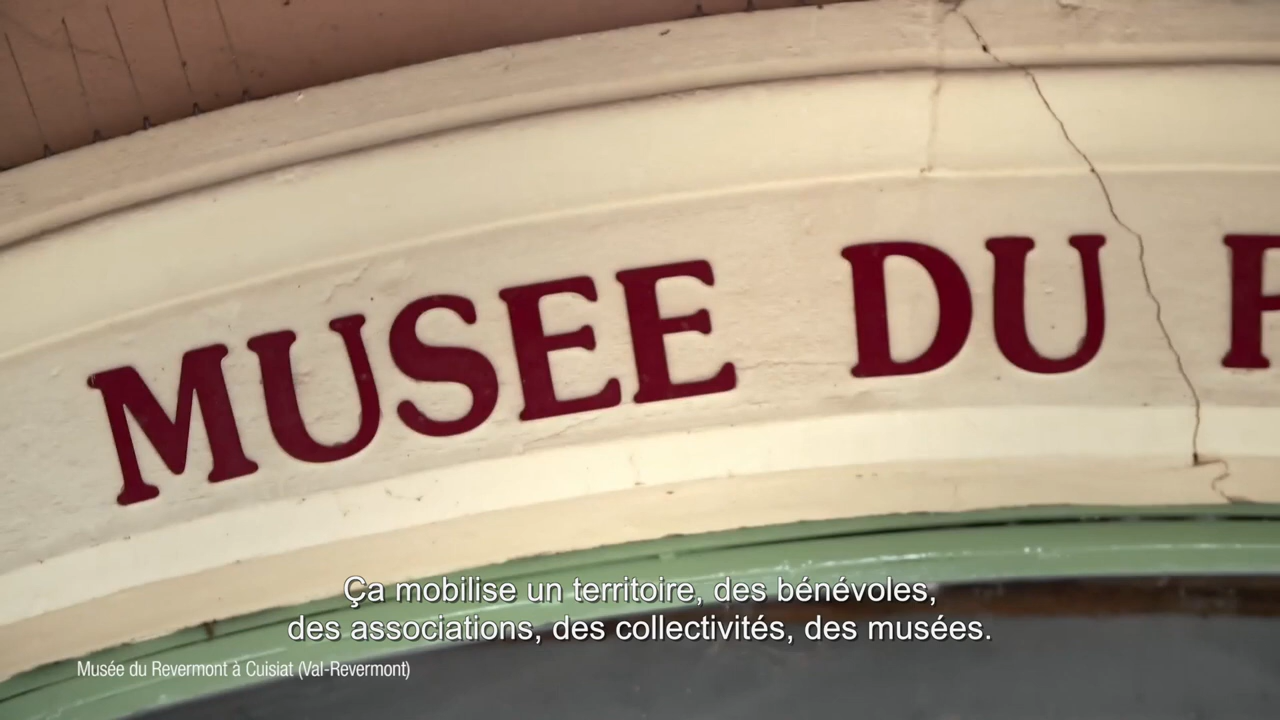 MUSEE DU
Ça mobilise un territoire, des bénévoles,
des associations, des collectivités, des musées.
Musée du Revermont à Cuisiat (Val-Revermont)